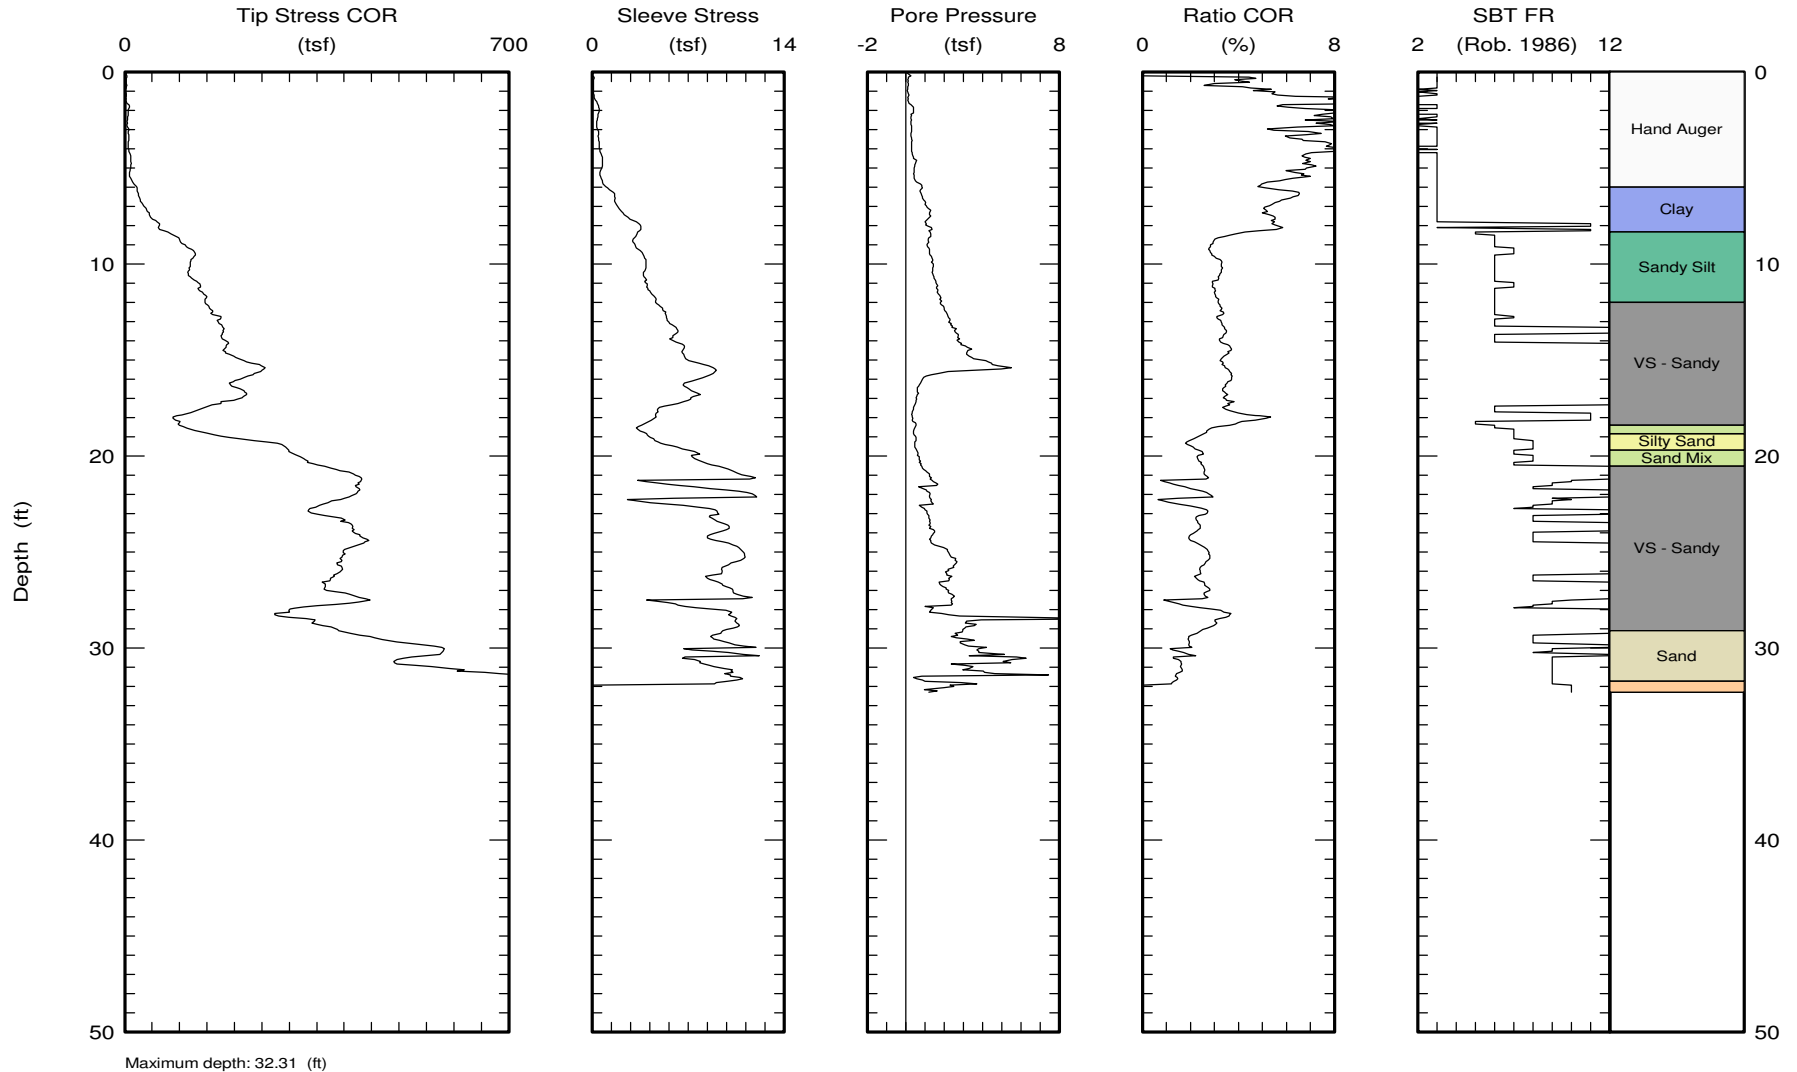 Tip Stress COR
Sleeve Stress
Pore Pressure
Ratio COR
SBT FR
0 (tsf) 700
0 (tsf) 14
-2 (tsf) 8
0 (%) 8
2 (Rob. 1986) 12
0 0
Hand Auger
Clay
10 Sandy Silt 10
VS - Sandy
Silty Sand
20 Sand Mix 20
VS - Sandy
Depth (ft)
30 Sand 30
40 40
50 50
Maximum depth: 32.31 (ft)